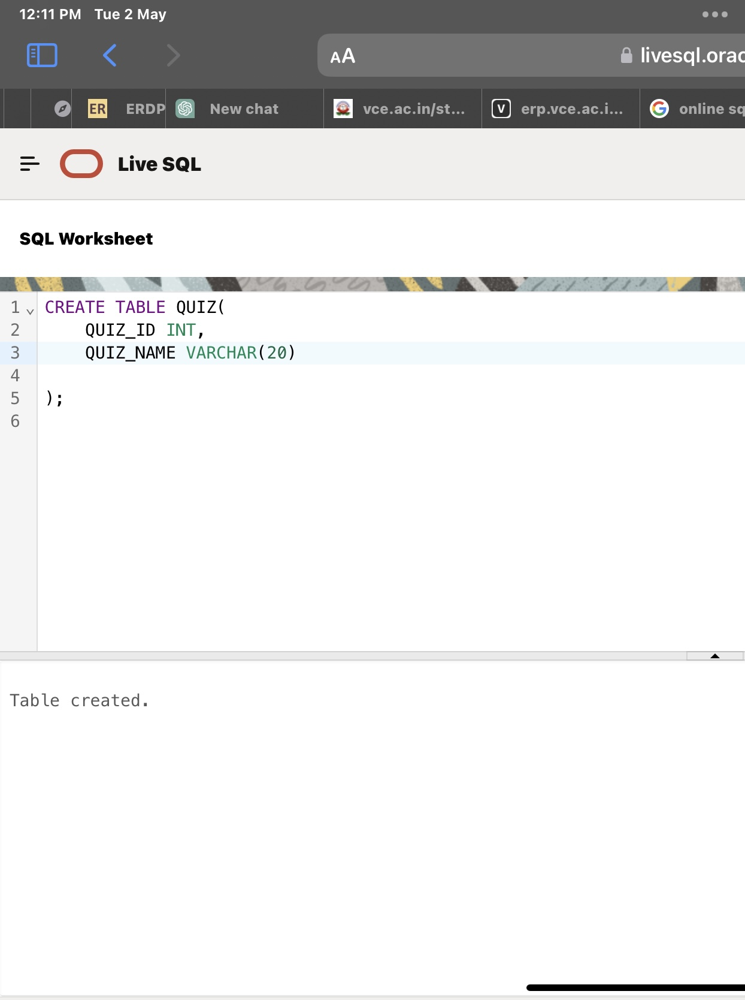 12:11 PM Tue 2 May
AA livesql.orac
ER ERDP New chat vce.ac.in/st... V erp.vce.ac.i... G online sq
Live SQL
SQL Worksheet
1 CREATE TABLE QUIZ(
2 QUIZ_ID INT,
3 QUIZ_NAME VARCHAR(20)
4
5 );
6
Table created.